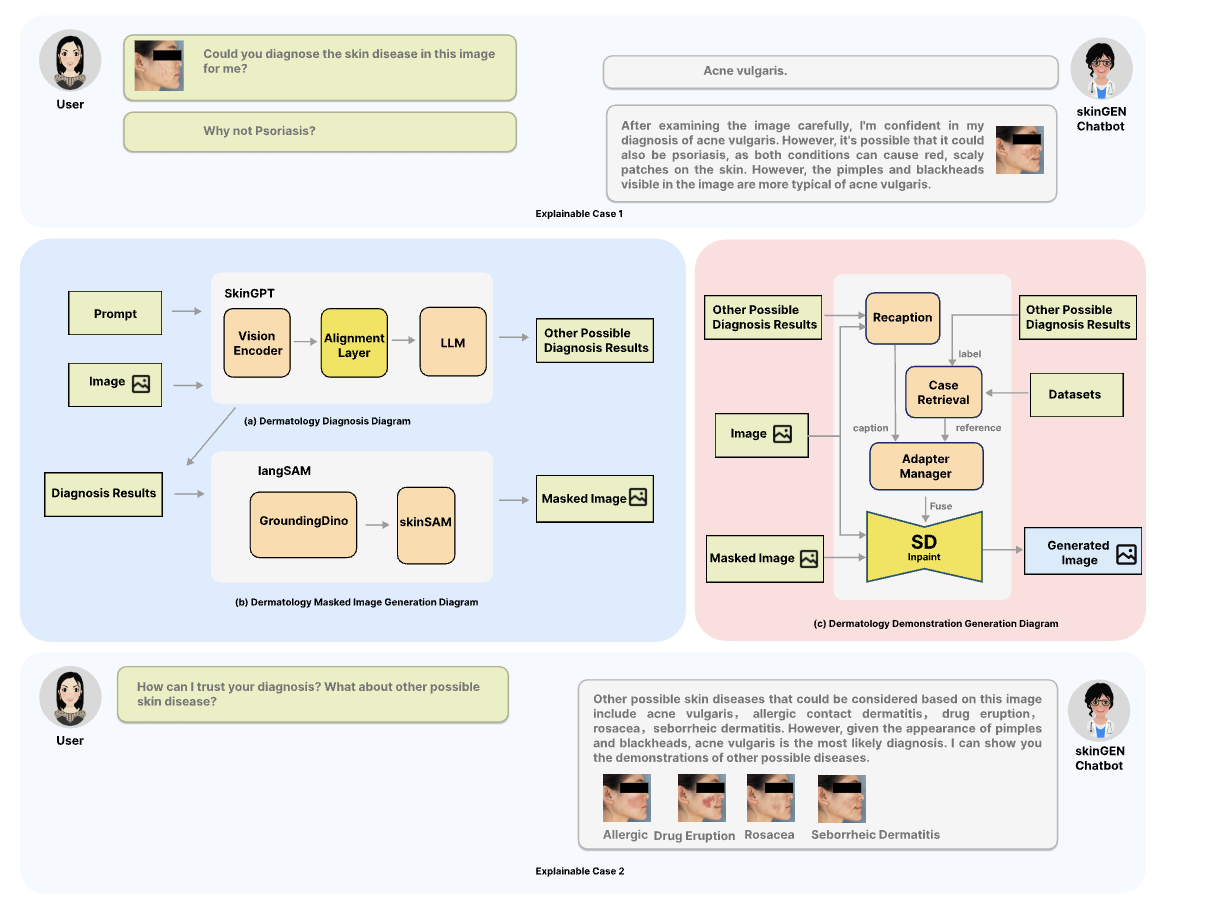 Could you diagnose the skin disease in this image
for me?
User
Why not Psoriasis?
Acne vulgaris.
skinGEN
Chatbot
After examining the image carefully, I'm confident in my
diagnosis of acne vulgaris. However, it's possible that it could
also be psoriasis, as both conditions can cause red, scaly
patches on the skin. However, the pimples and blackheads
visible in the image are more typical of acne vulgaris.
Explainable Case 1
Prompt
Image
SkinGPT
Vision
Encoder
Alignment
Layer
LLM
Other Possible
Diagnosis Results
(a) Dermatology Diagnosis Diagram
Diagnosis Results
langSAM
GroundingDino
skinSAM
Masked Image
(b) Dermatology Masked Image Generation Diagram
Other Possible
Diagnosis Results
Recaption
Other Possible
Diagnosis Results
label
Case
Retrieval
Datasets
Image
caption
reference
Adapter
Manager
Fuse
Masked Image
SD
Inpaint
Generated
Image
(c) Dermatology Demonstration Generation Diagram
How can I trust your diagnosis? What about other possible
skin disease?
User
Other possible skin diseases that could be considered based on this image
include acne vulgaris, allergic contact dermatitis, drug eruption,
rosacea, seborrheic dermatitis. However, given the appearance of pimples
and blackheads, acne vulgaris is the most likely diagnosis. I can show you
the demonstrations of other possible diseases.
skinGEN
Chatbot
Allergic
Drug Eruption
Rosacea
Seborrheic Dermatitis
Explainable Case 2